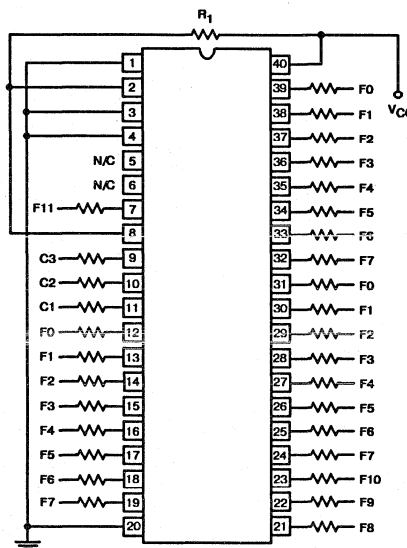 R1
1 40
2 39 F0
3 38 F1
VCC
4 37 F2
N/C 5 36 F3
N/C 6 35 F4
F11 7 34 F5
8 33 F6
C3 9 32 F7
C2 10 31 F0
C1 11 30 F1
F0 12 29 F2
F1 13 28 F3
F2 14 27 F4
F3 15 26 F5
F4 16 25 F6
F5 17 24 F7
F6 18 23 F10
F7 19 22 F9
20 21 F8